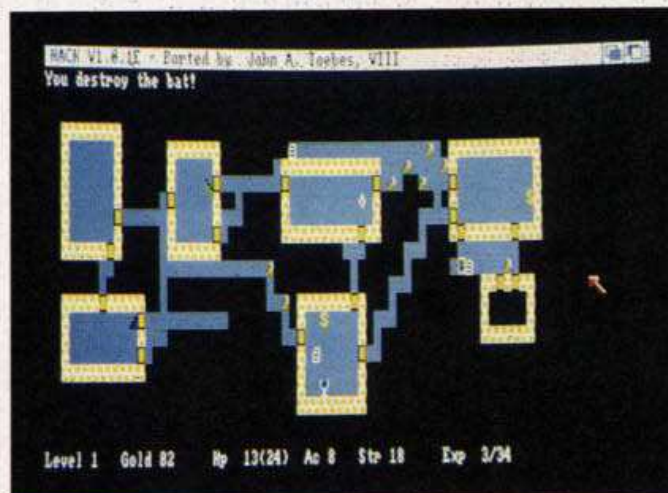 HACK V1.0.1E - Ported by John A. Toebes, VIII
You destroy the bat!
Level 1 Gold 82 Hp 13(24) Ac 8 Str 18 Exp 3/34